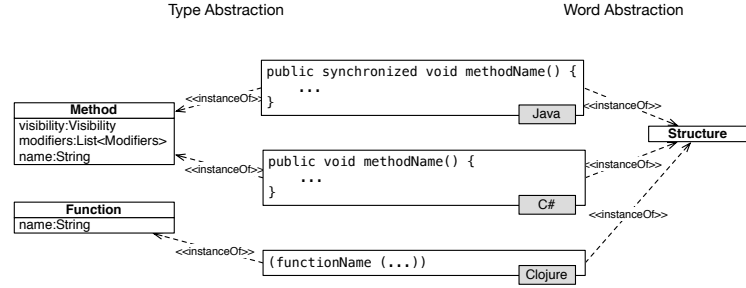 Type Abstraction
Word Abstraction
public synchronized void methodName() {
...
}
Java
<<instanceOf>>
<<instanceOf>>
Method
visibility:Visibility
modifiers:List<Modifiers>
name:String
Structure
public void methodName() {
...
}
C#
<<instanceOf>>
<<instanceOf>>
Function
name:String
<<instanceOf>>
<<instanceOf>>
(functionName (...))
Clojure